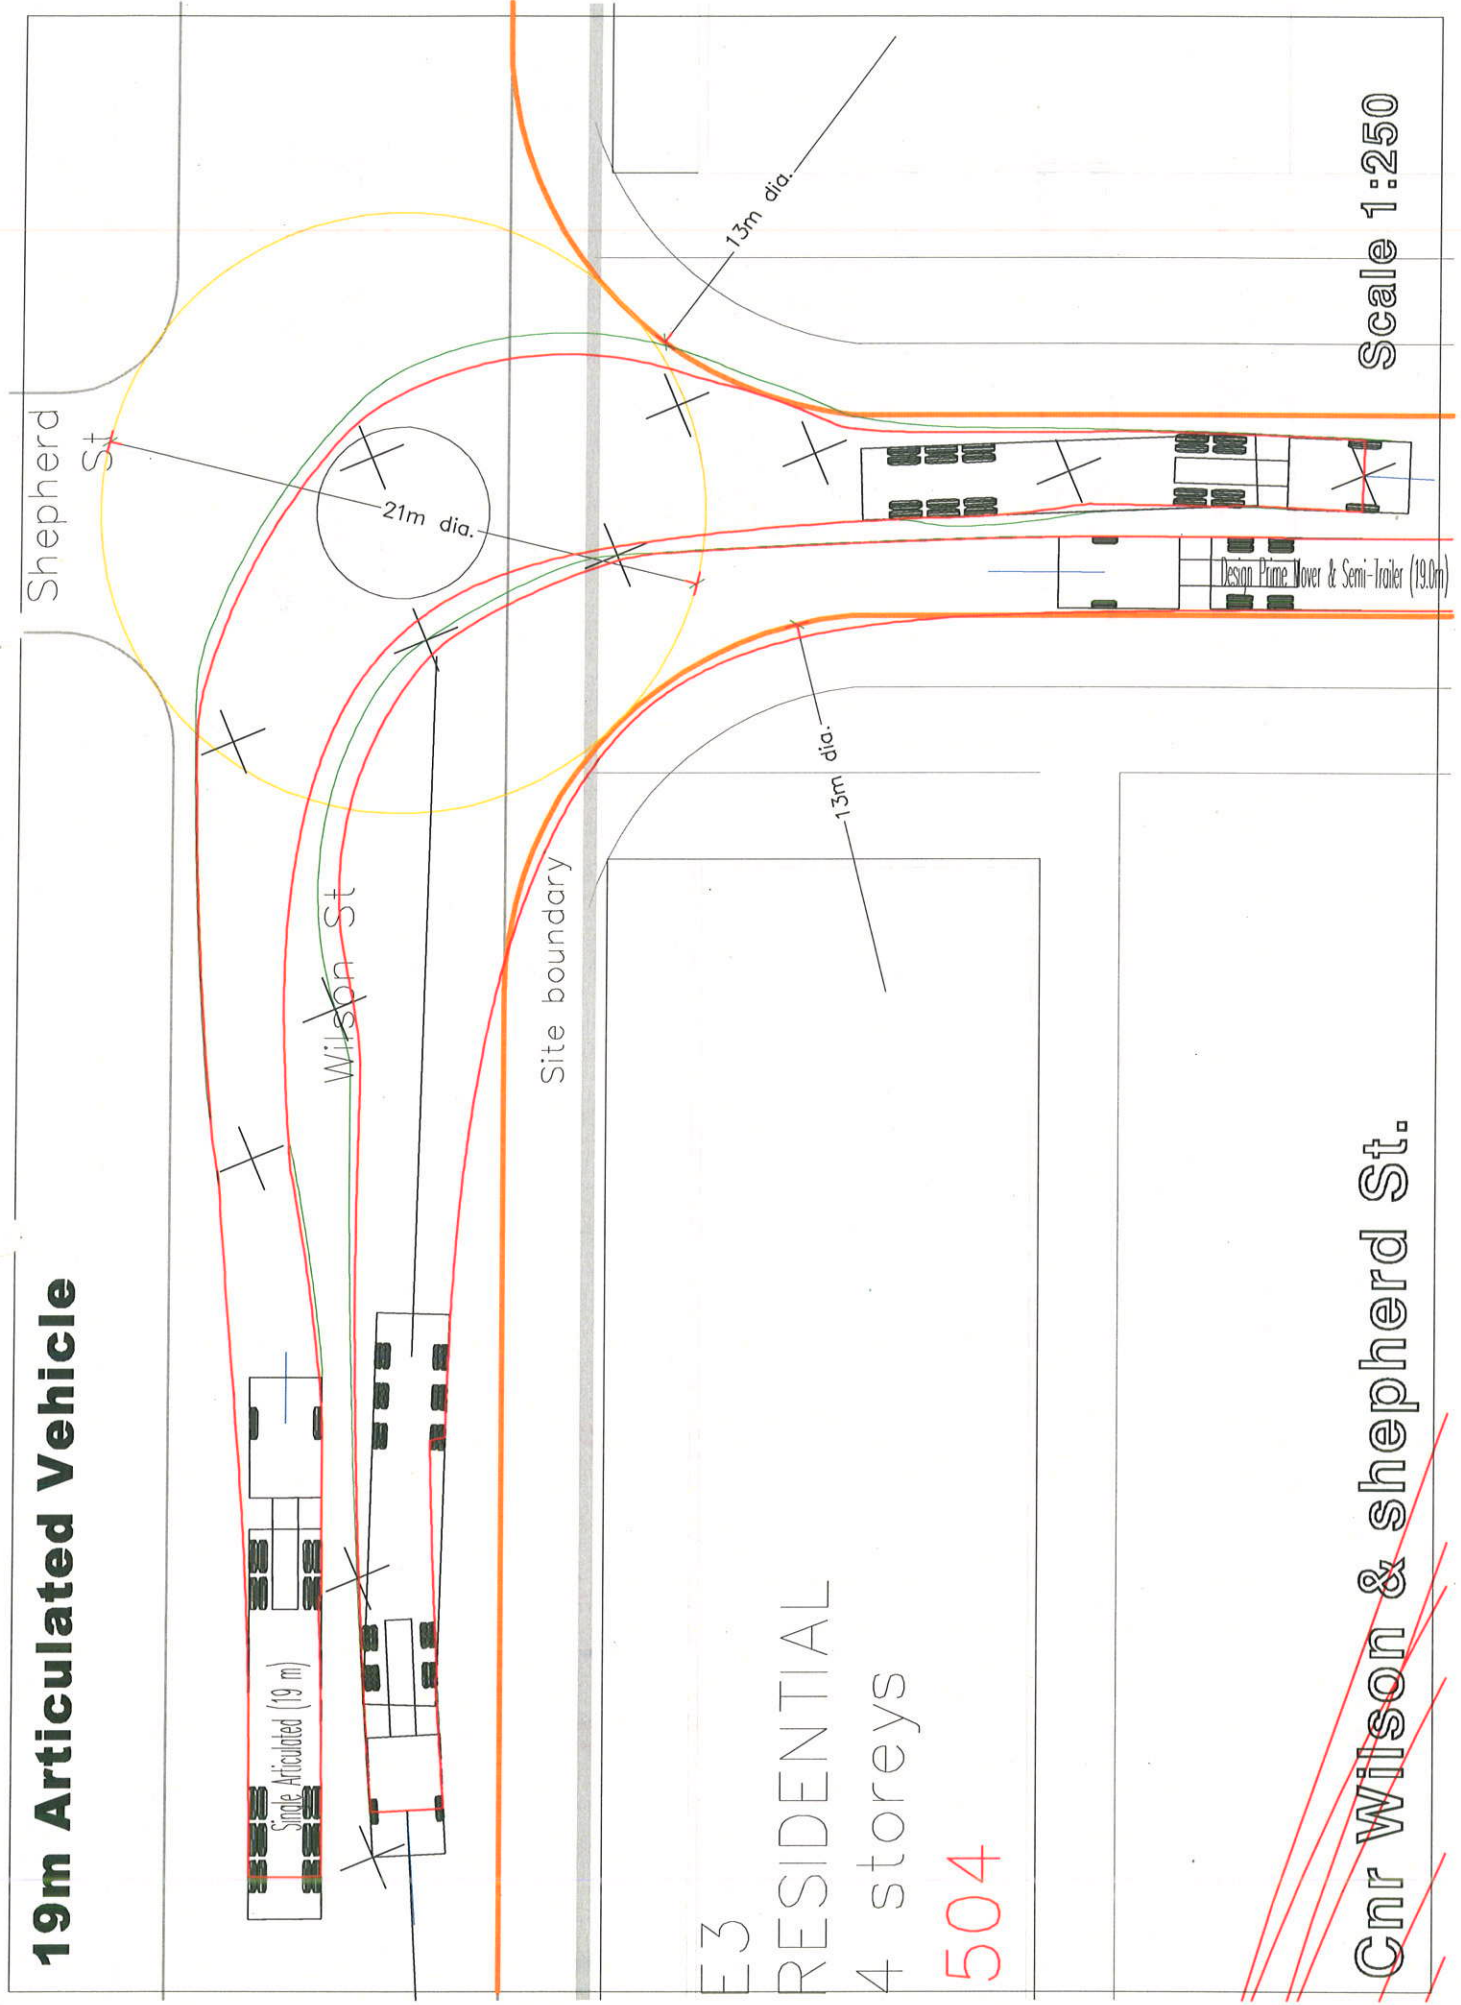 19m Articulated Vehicle
Shepherd
St
21m dia.
13m dia.
13m dia.
Wilson St
Site boundary
Single Articulated (19 m)
Design Prime Mover & Semi-Trailer (19.0m)
E3
RESIDENTIAL
4 storeys
504
Cnr Wilson & shepherd St.
Scale 1:250